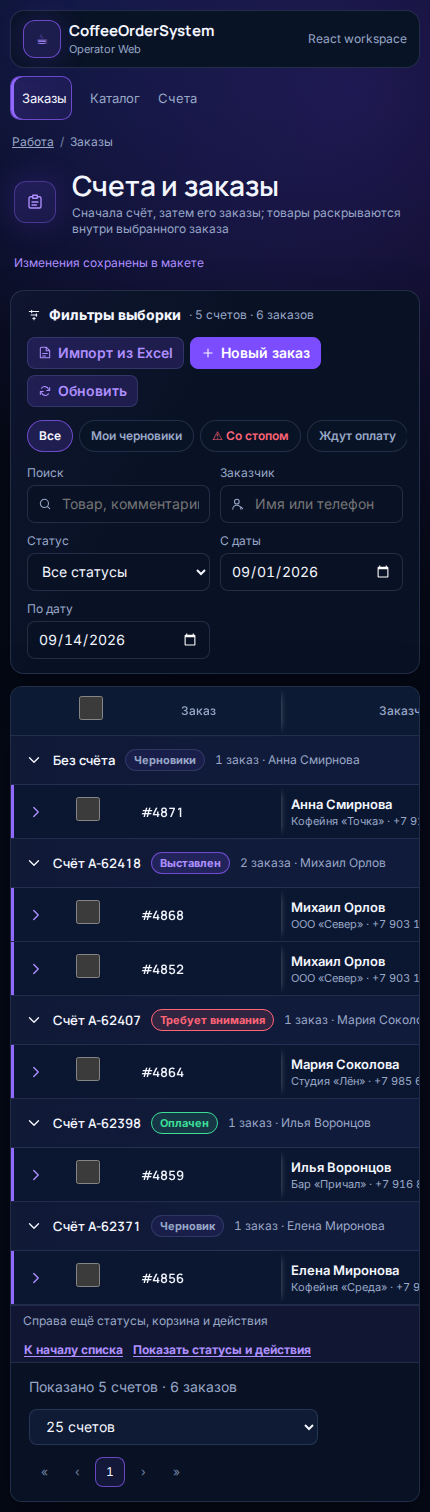 CoffeeOrderSystem
Operator Web
React workspace
Заказы Каталог Счета
Работа / Заказы
Счета и заказы
Сначала счёт, затем его заказы; товары раскрываются
внутри выбранного заказа
Изменения сохранены в макете
Фильтры выборки · 5 счетов · 6 заказов
Импорт из Excel
+ Новый заказ
Обновить
Все Мои черновики ⚠ Со стопом Ждут оплату
Поиск Заказчик
Товар, комментари Имя или телефон
Статус С даты
Все статусы 09/01/2026
По дату
09/14/2026
Заказ
Без счёта Черновики 1 заказ · Анна Смирнова
#4871 Анна Смирнова
Кофейня «Точка» · +7 9
Счёт А-62418 Выставлен 2 заказа · Михаил Орлов
#4868 Михаил Орлов
ООО «Север» · +7 903 1
#4852 Михаил Орлов
ООО «Север» · +7 903 1
Счёт А-62407 Требует внимания 1 заказ · Мария Соколо
#4864 Мария Соколова
Студия «Лён» · +7 985 6
Счёт А-62398 Оплачен 1 заказ · Илья Воронцов
#4859 Илья Воронцов
Бар «Причал» · +7 916 8
Счёт А-62371 Черновик 1 заказ · Елена Миронова
#4856 Елена Миронова
Кофейня «Среда» · +7 9
Справа ещё статусы, корзина и действия
К началу списка Показать статусы и действия
Показано 5 счетов · 6 заказов
25 счетов
« ‹ 1 › »